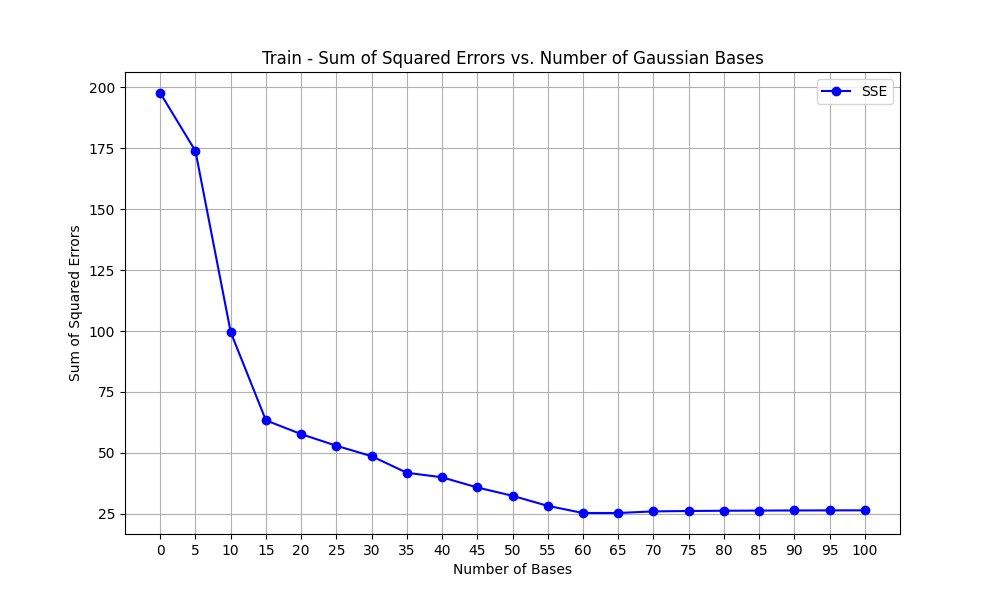 Train - Sum of Squared Errors vs. Number of Gaussian Bases
SSE
Sum of Squared Errors
200
175
150
125
100
75
50
25
0 5 10 15 20 25 30 35 40 45 50 55 60 65 70 75 80 85 90 95 100
Number of Bases